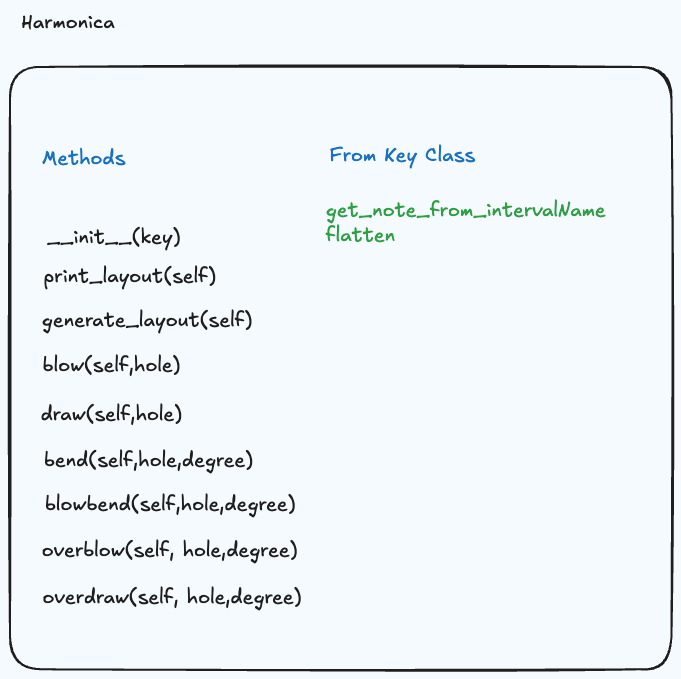 Harmonica
Methods
From Key Class
get_note_from_intervalName
flatten
__init__(key)
print_layout(self)
generate_layout(self)
blow(self,hole)
draw(self,hole)
bend(self,hole,degree)
blowbend(self,hole,degree)
overblow(self, hole,degree)
overdraw(self, hole,degree)